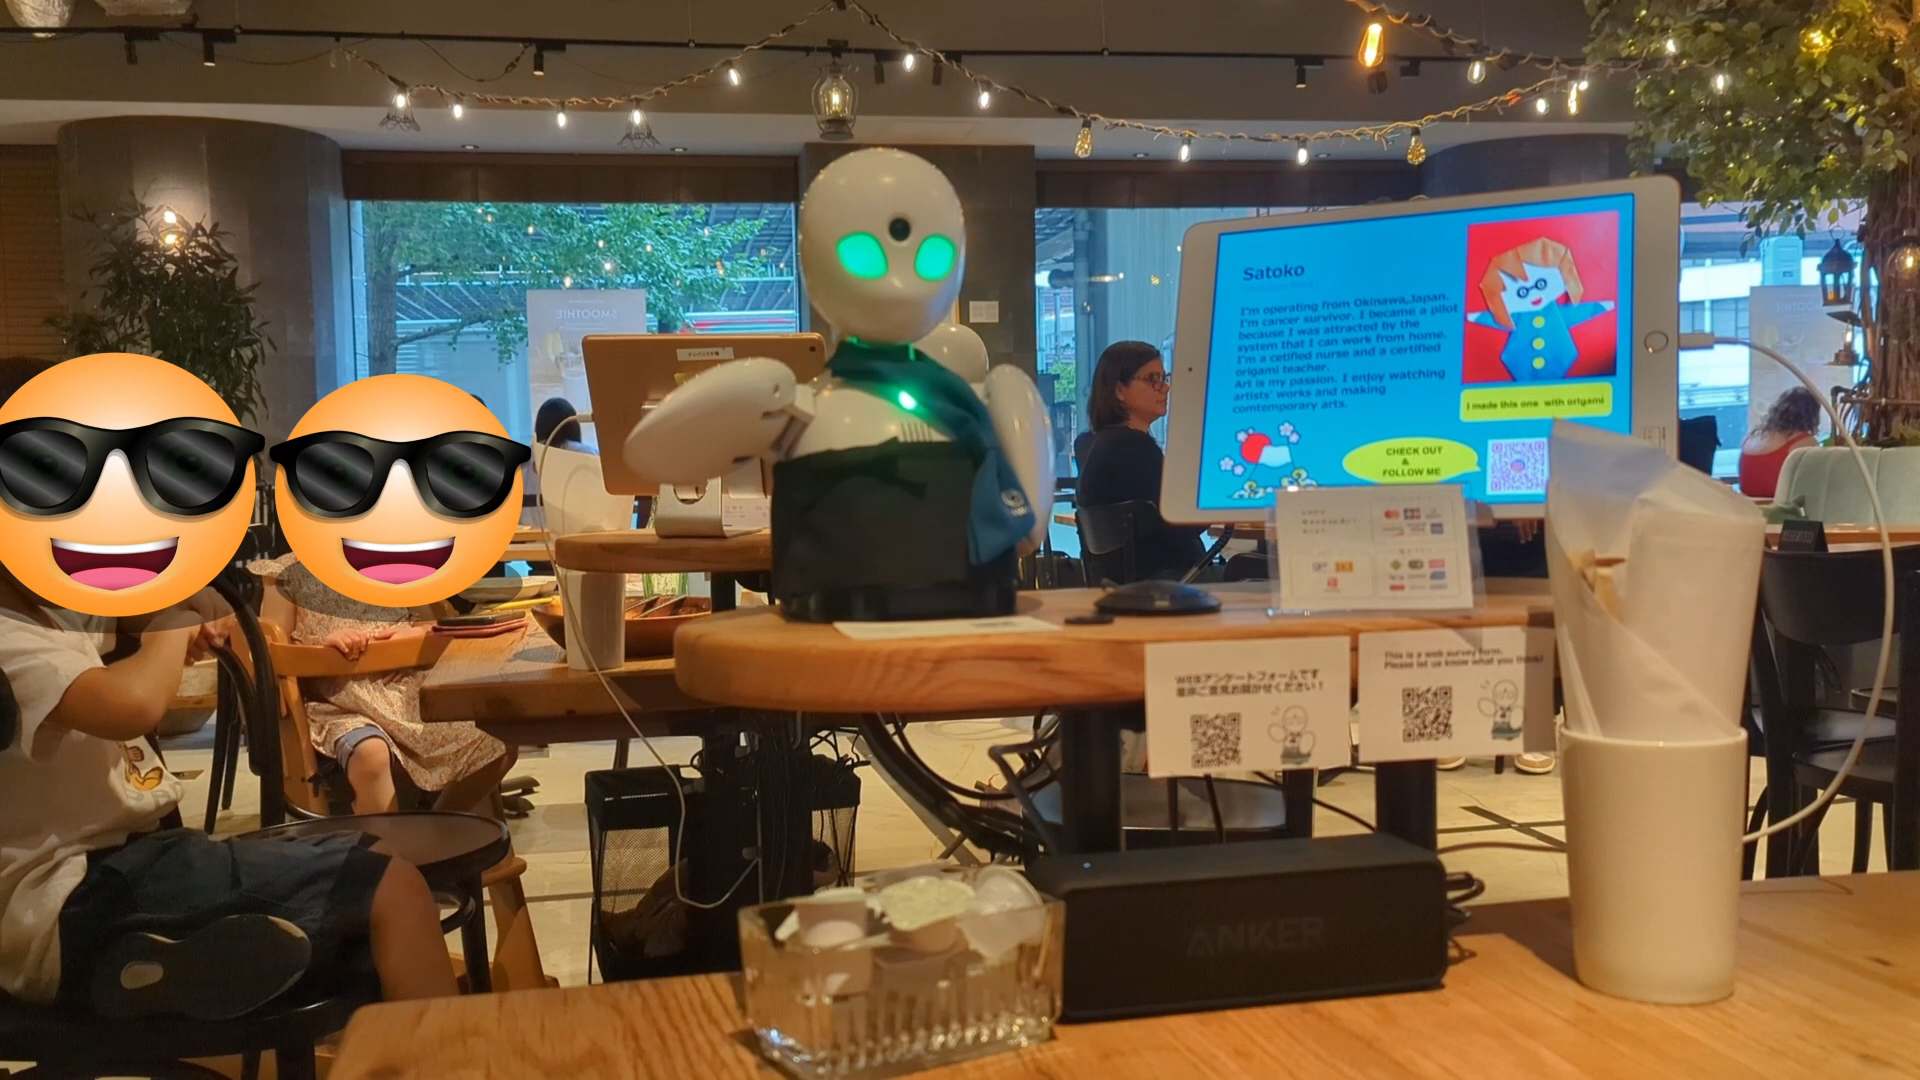 SMOOTHIE
Satoko
I'm operating from Okinawa,Japan.
I'm cancer survivor. I became a pilot
because I was attracted by the
system that I can work from home.
I'm a cetified nurse and a certified
origami teacher.
Art is my passion. I enjoy watching
artists' works and making
comtemporary arts.
I made this one with origami
CHECK OUT
&
FOLLOW ME
WEBアンケートフォームです
是非ご意見お聞かせください！
This is a web survey form.
Please let us know what you think!
ANKER